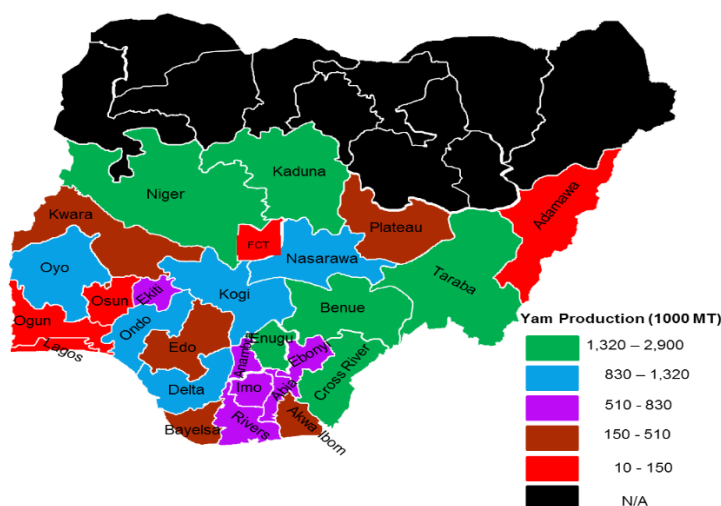 Kaduna
Niger
Adamawa
Kwara
Plateau
FCT
Nasarawa
Oyo
Taraba
Ekiti
Kogi
Osun
Benue
Ogun
Ondo
Lagos
Edo
Enugu
Anambra
Ebonyi
Cross River
Delta
Imo
Abia
Bayelsa
Rivers
Akwa Ibom
Yam Production (1000 MT)
1,320 – 2,900
830 – 1,320
510 - 830
150 - 510
10 - 150
N/A